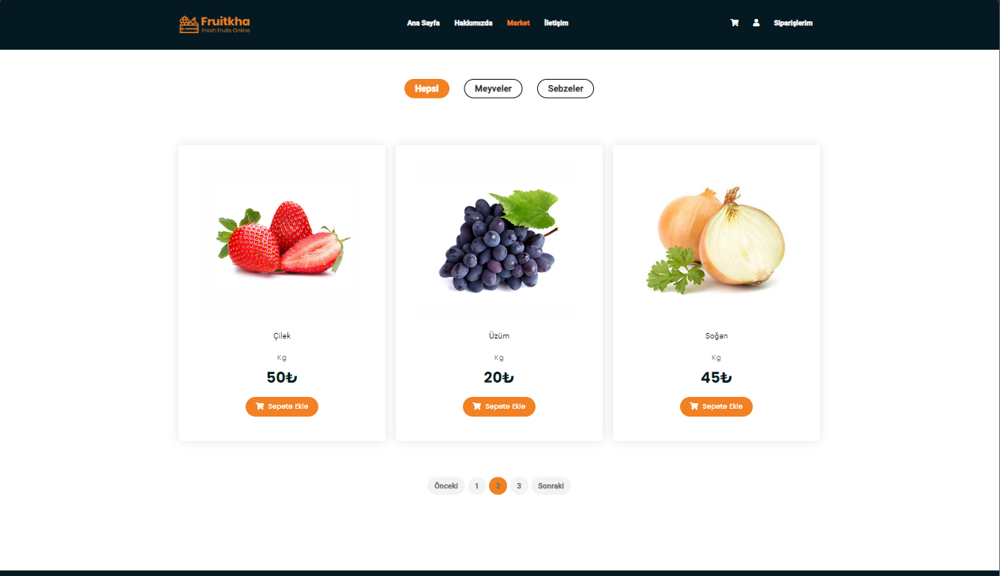 Fruitkha
Fresh Fruits Online
Ana Sayfa Hakkımızda Market İletişim
Siparişlerim
Hepsi Meyveler Sebzeler
Çilek
Kg
50₺
Sepete Ekle
Üzüm
Kg
20₺
Sepete Ekle
Soğan
Kg
45₺
Sepete Ekle
Önceki 1 2 3 Sonraki